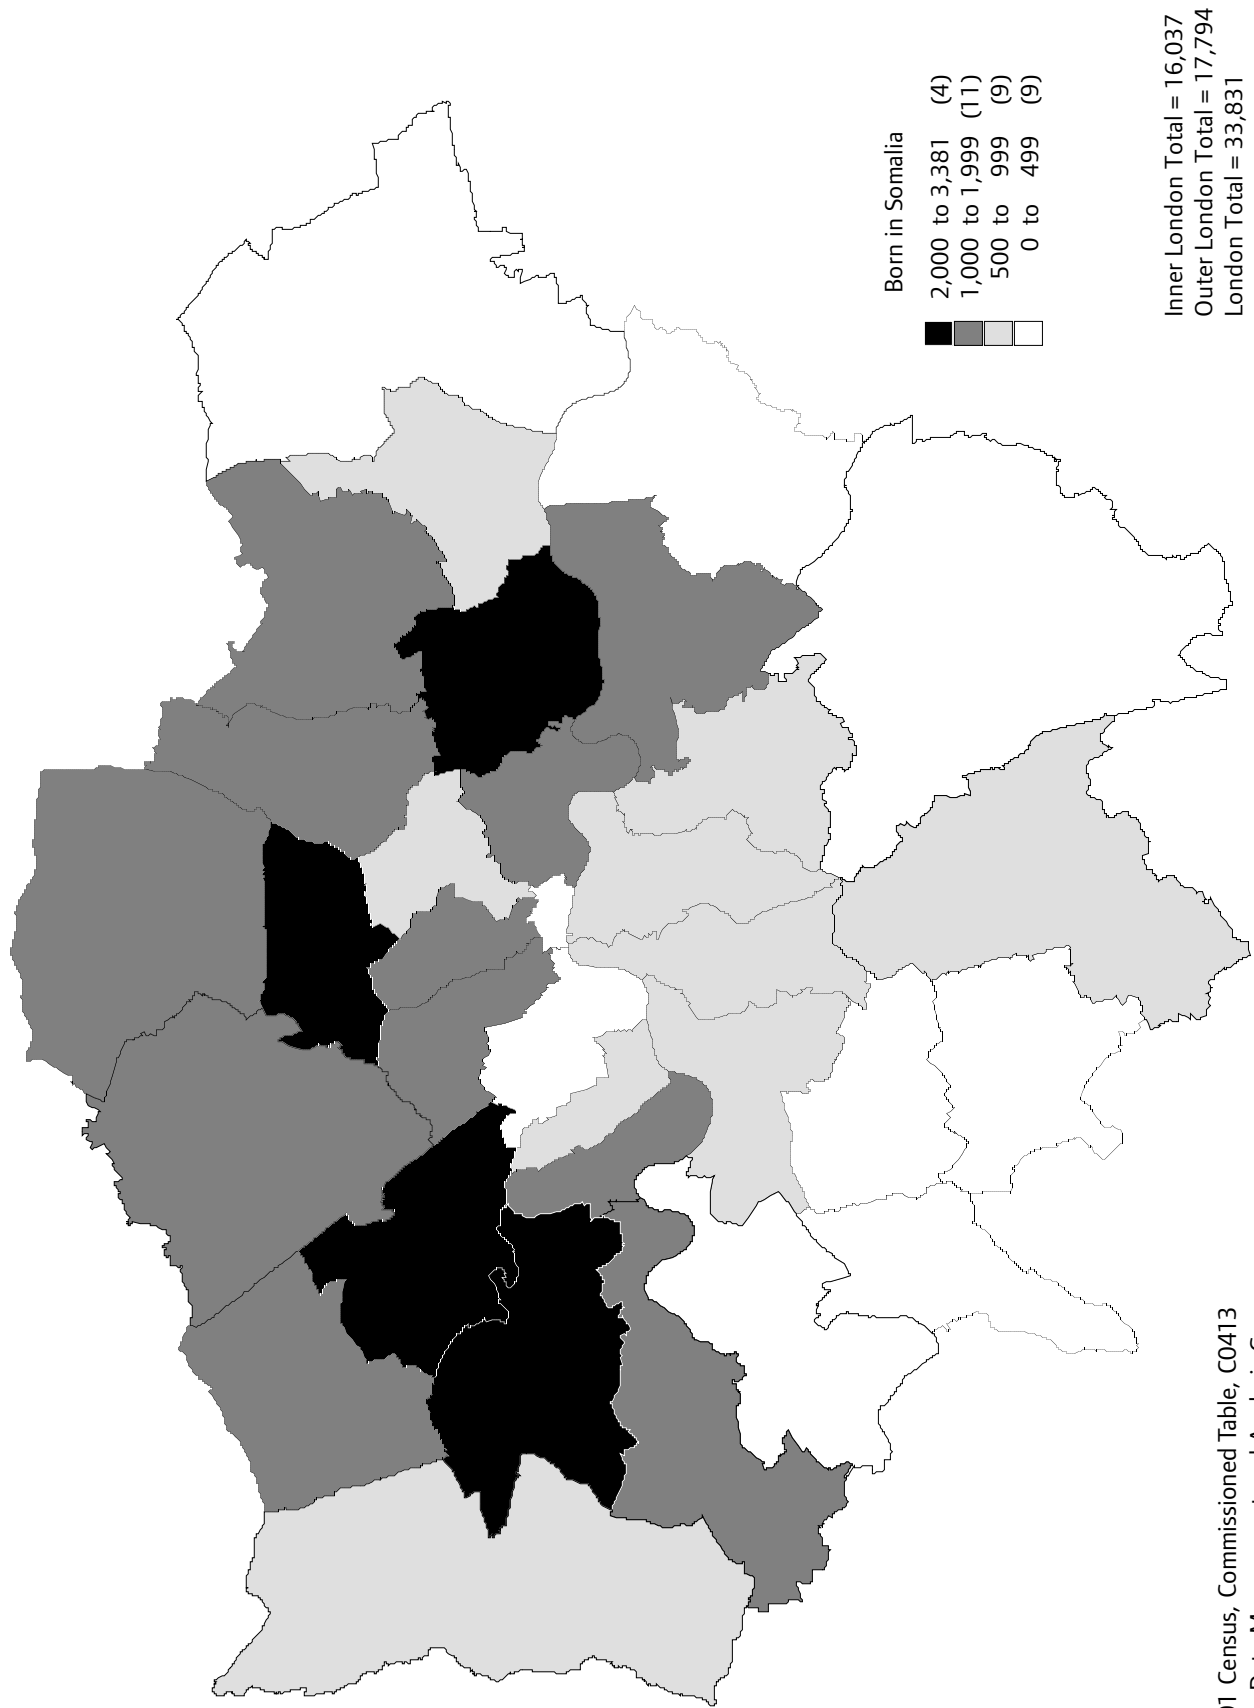 Born in Somalia
2,000 to 3,381 (4)
1,000 to 1,999 (11)
500 to 999 (9)
0 to 499 (9)
Inner London Total = 16,037
Outer London Total = 17,794
London Total = 33,831
Census, Commissioned Table, C0413